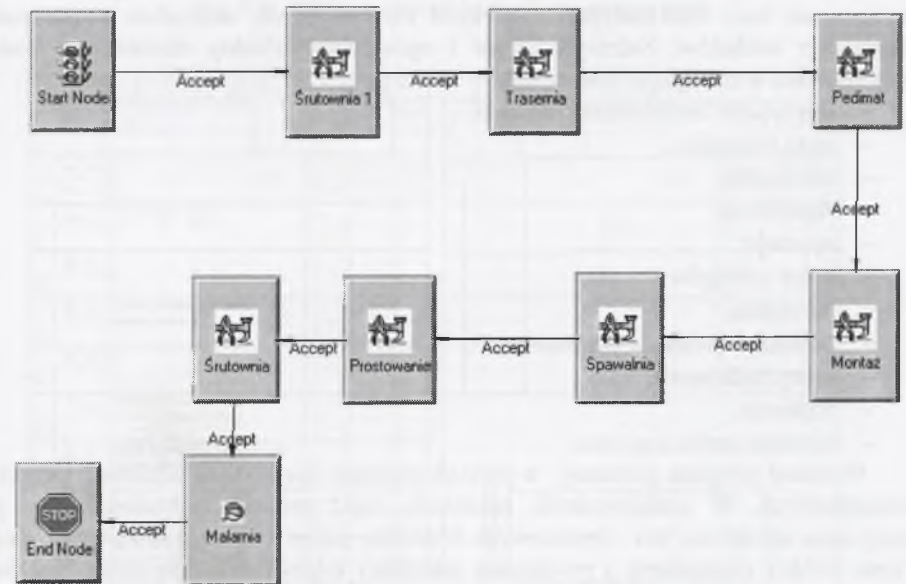 Start Node
Accept
Śrutownia 1
Accept
Trasernia
Accept
Pedimat
Accept
Śrutownia
Accept
Prostowanie
Accept
Spawalnia
Accept
Montaz
Accept
STOP
End Node
Accept
Malarnia